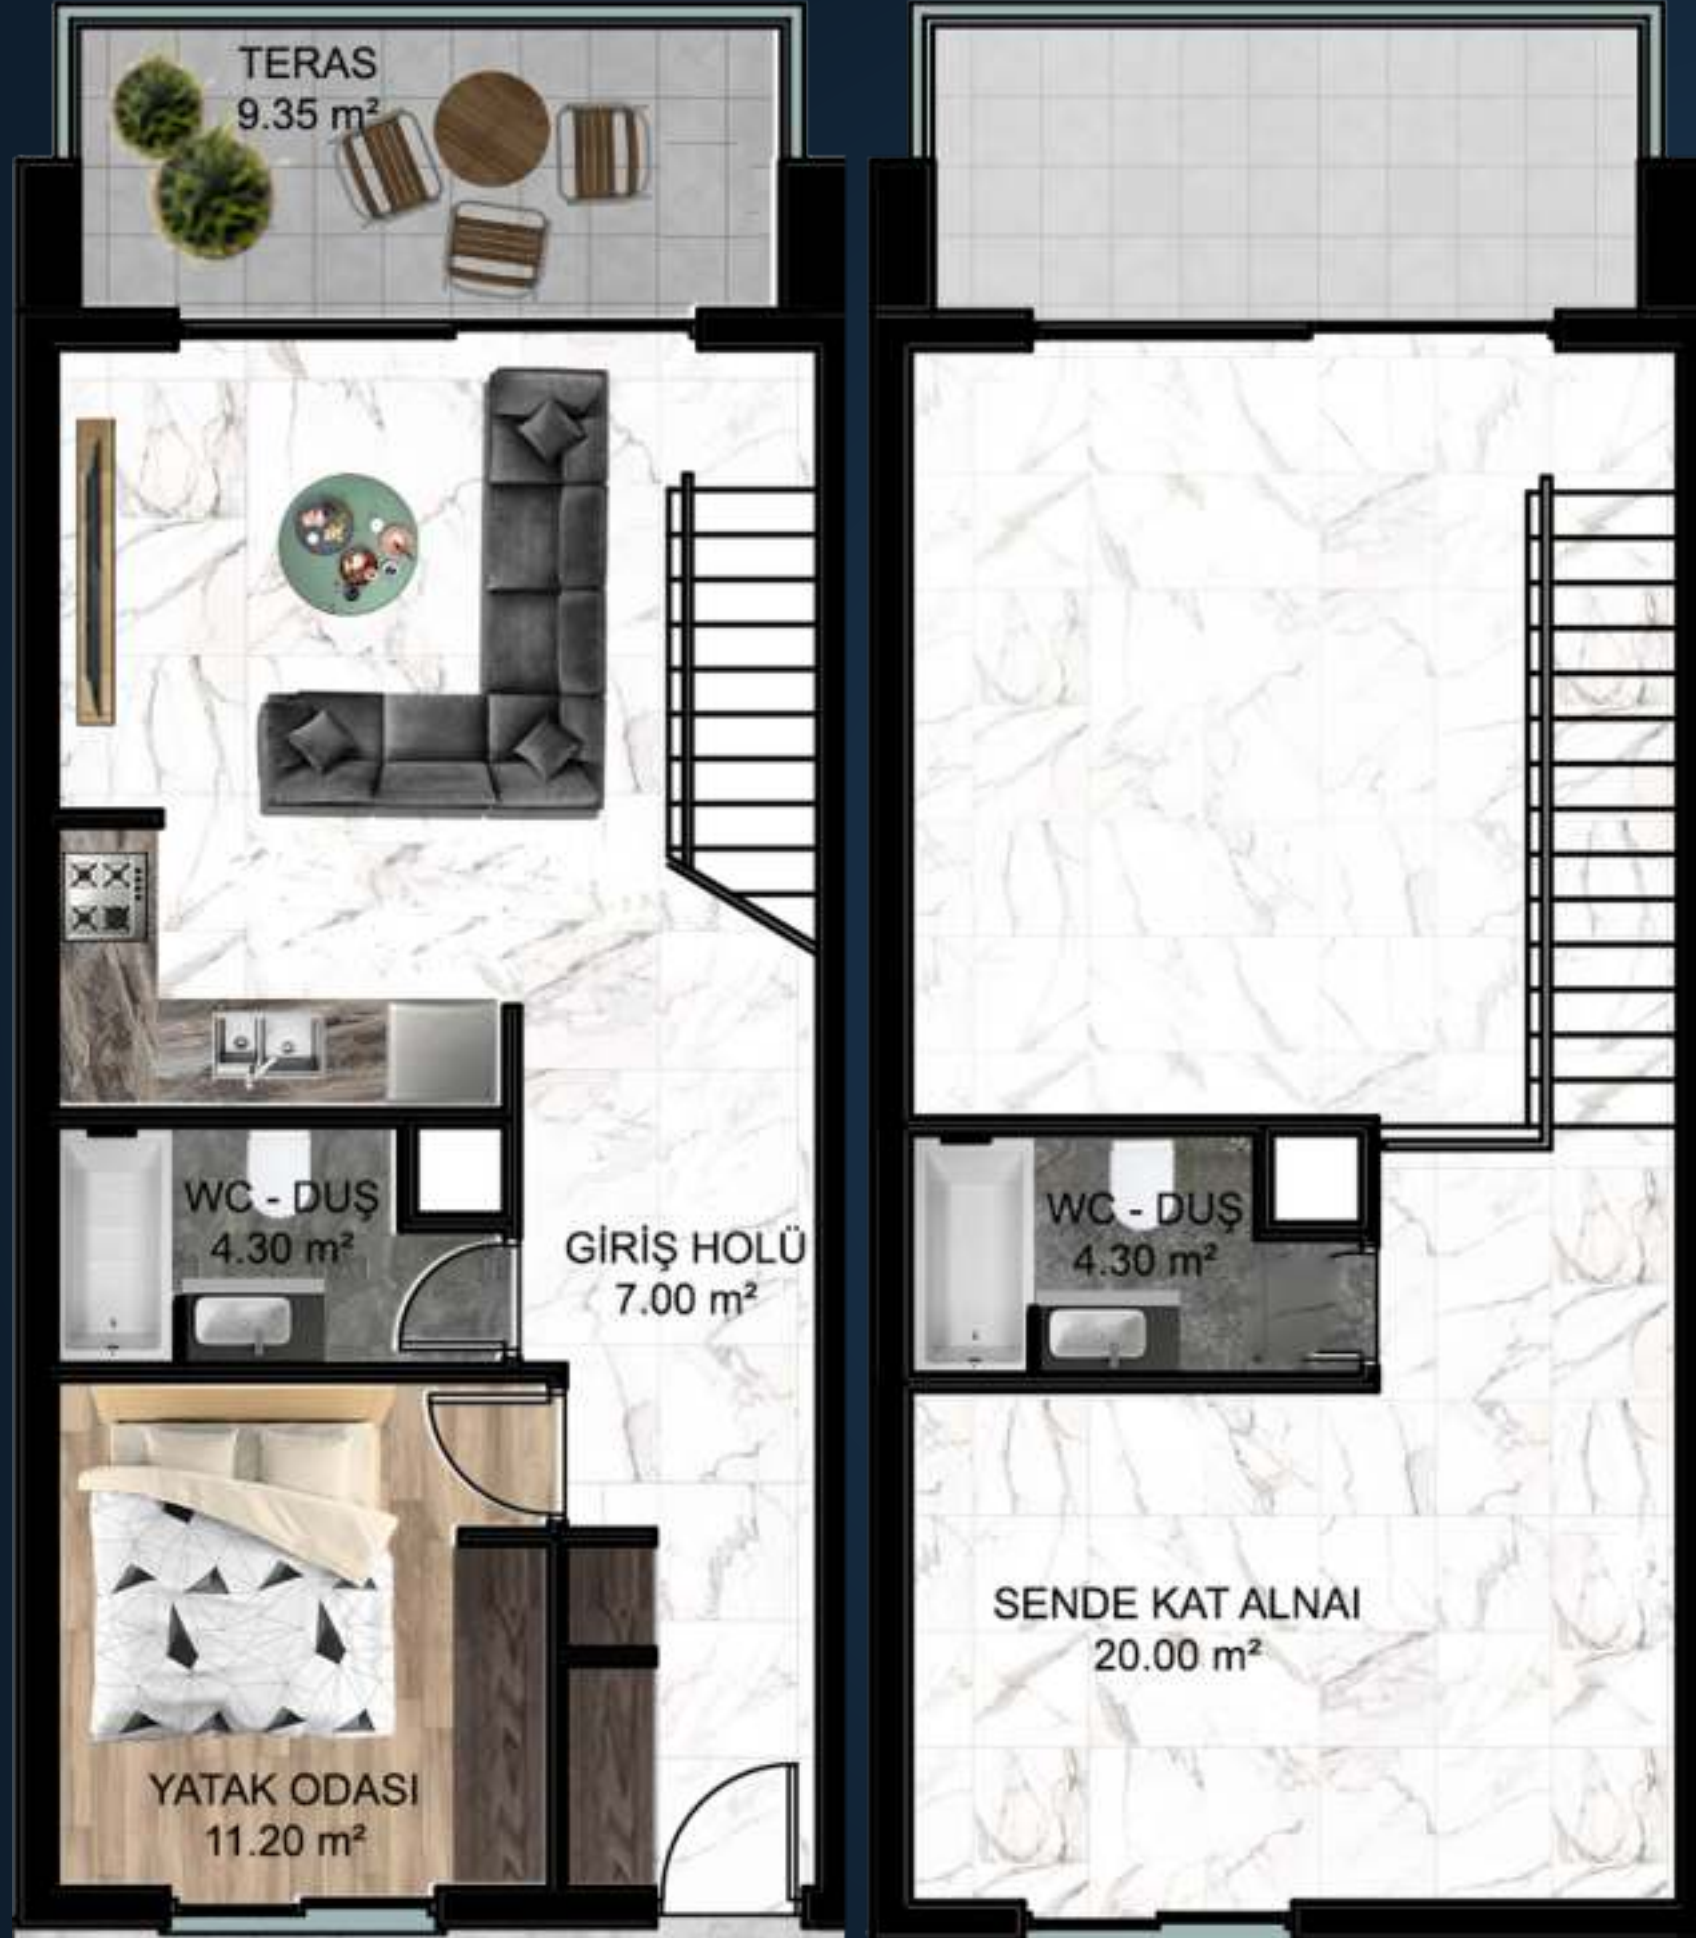 TERAS
9.35 m²
WC - DUŞ
4.30 m²
GİRİŞ HOLÜ
7.00 m²
YATAK ODASI
11.20 m²
WC - DUŞ
4.30 m²
SENDE KAT ALNAI
20.00 m²